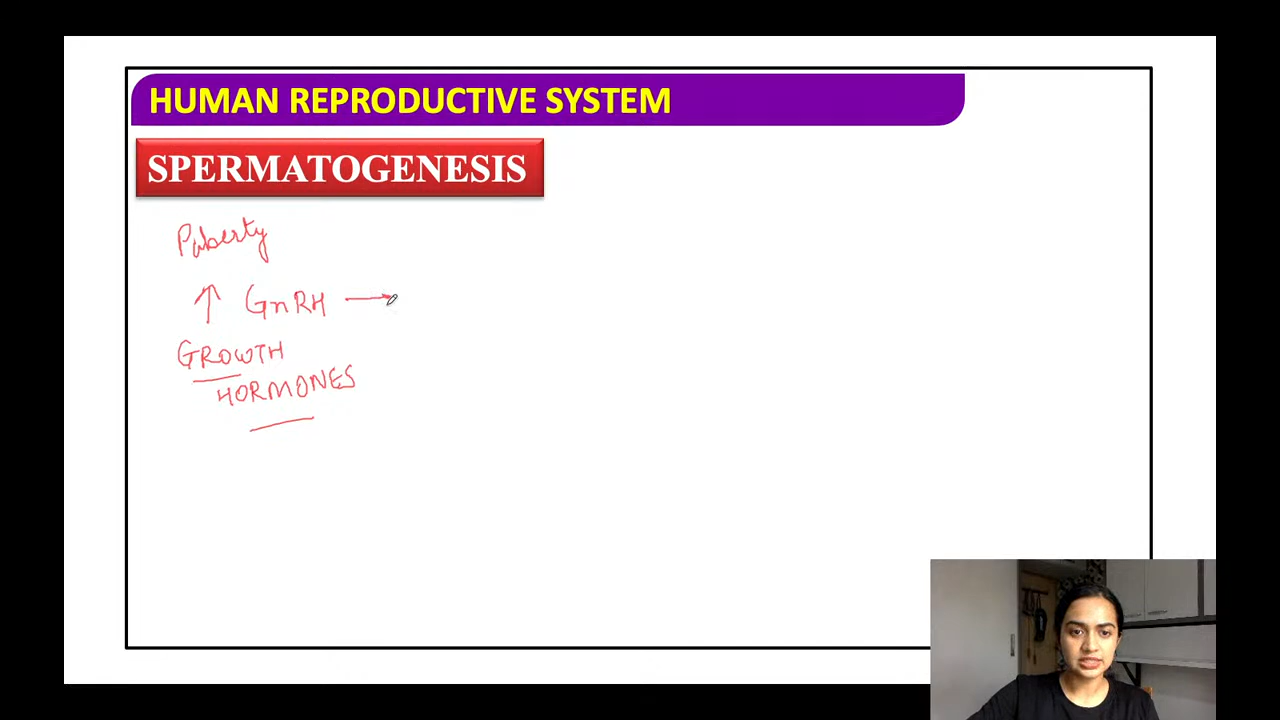 HUMAN REPRODUCTIVE SYSTEM
SPERMATOGENESIS
Puberty
↑ GnRH →
GROWTH
HORMONES